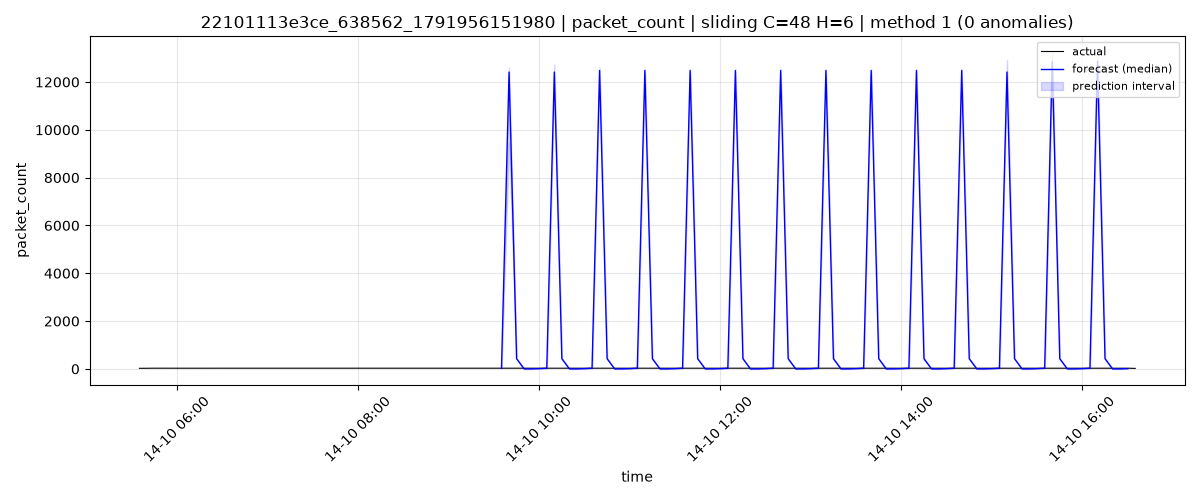 22101113e3ce_638562_1791956151980 | packet_count | sliding C=48 H=6 | method 1 (0 anomalies)
actual
forecast (median)
prediction interval
packet_count
12000
10000
8000
6000
4000
2000
0
14-10 06:00
14-10 08:00
14-10 10:00
14-10 12:00
14-10 14:00
14-10 16:00
time